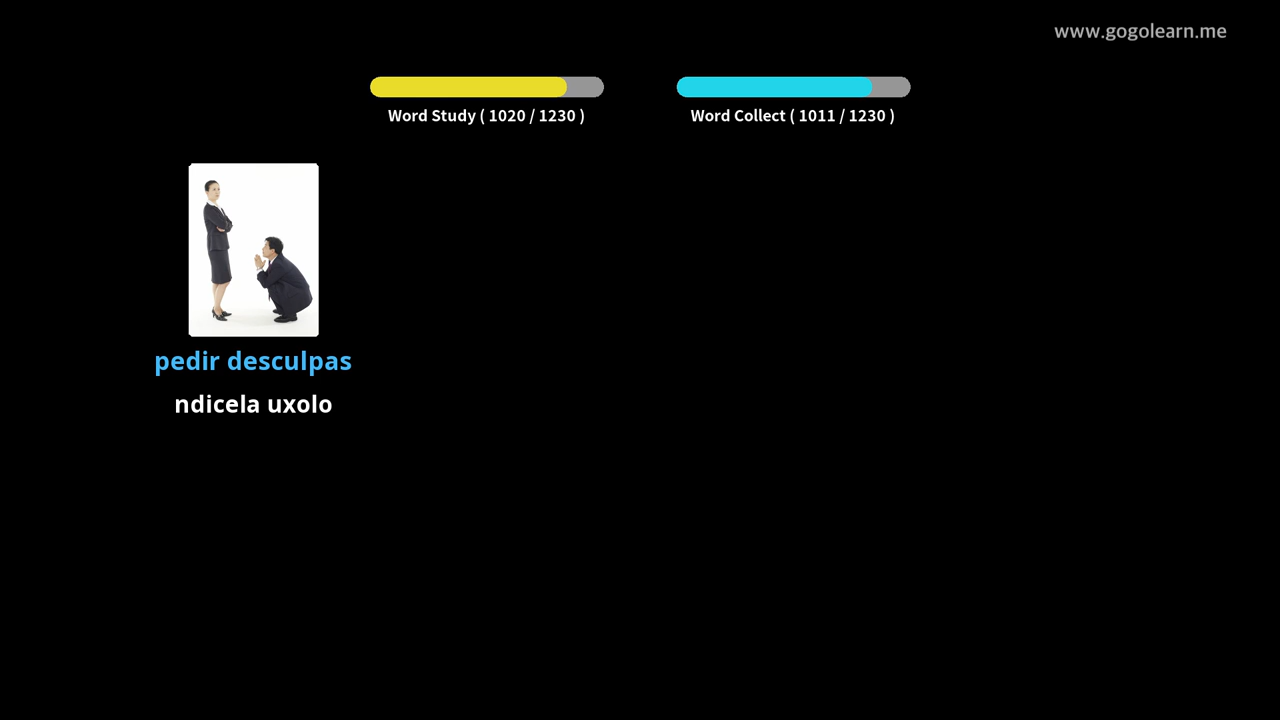 www.gogolearn.me
Word Study ( 1020 / 1230 )
Word Collect ( 1011 / 1230 )
pedir desculpas
ndicela uxolo